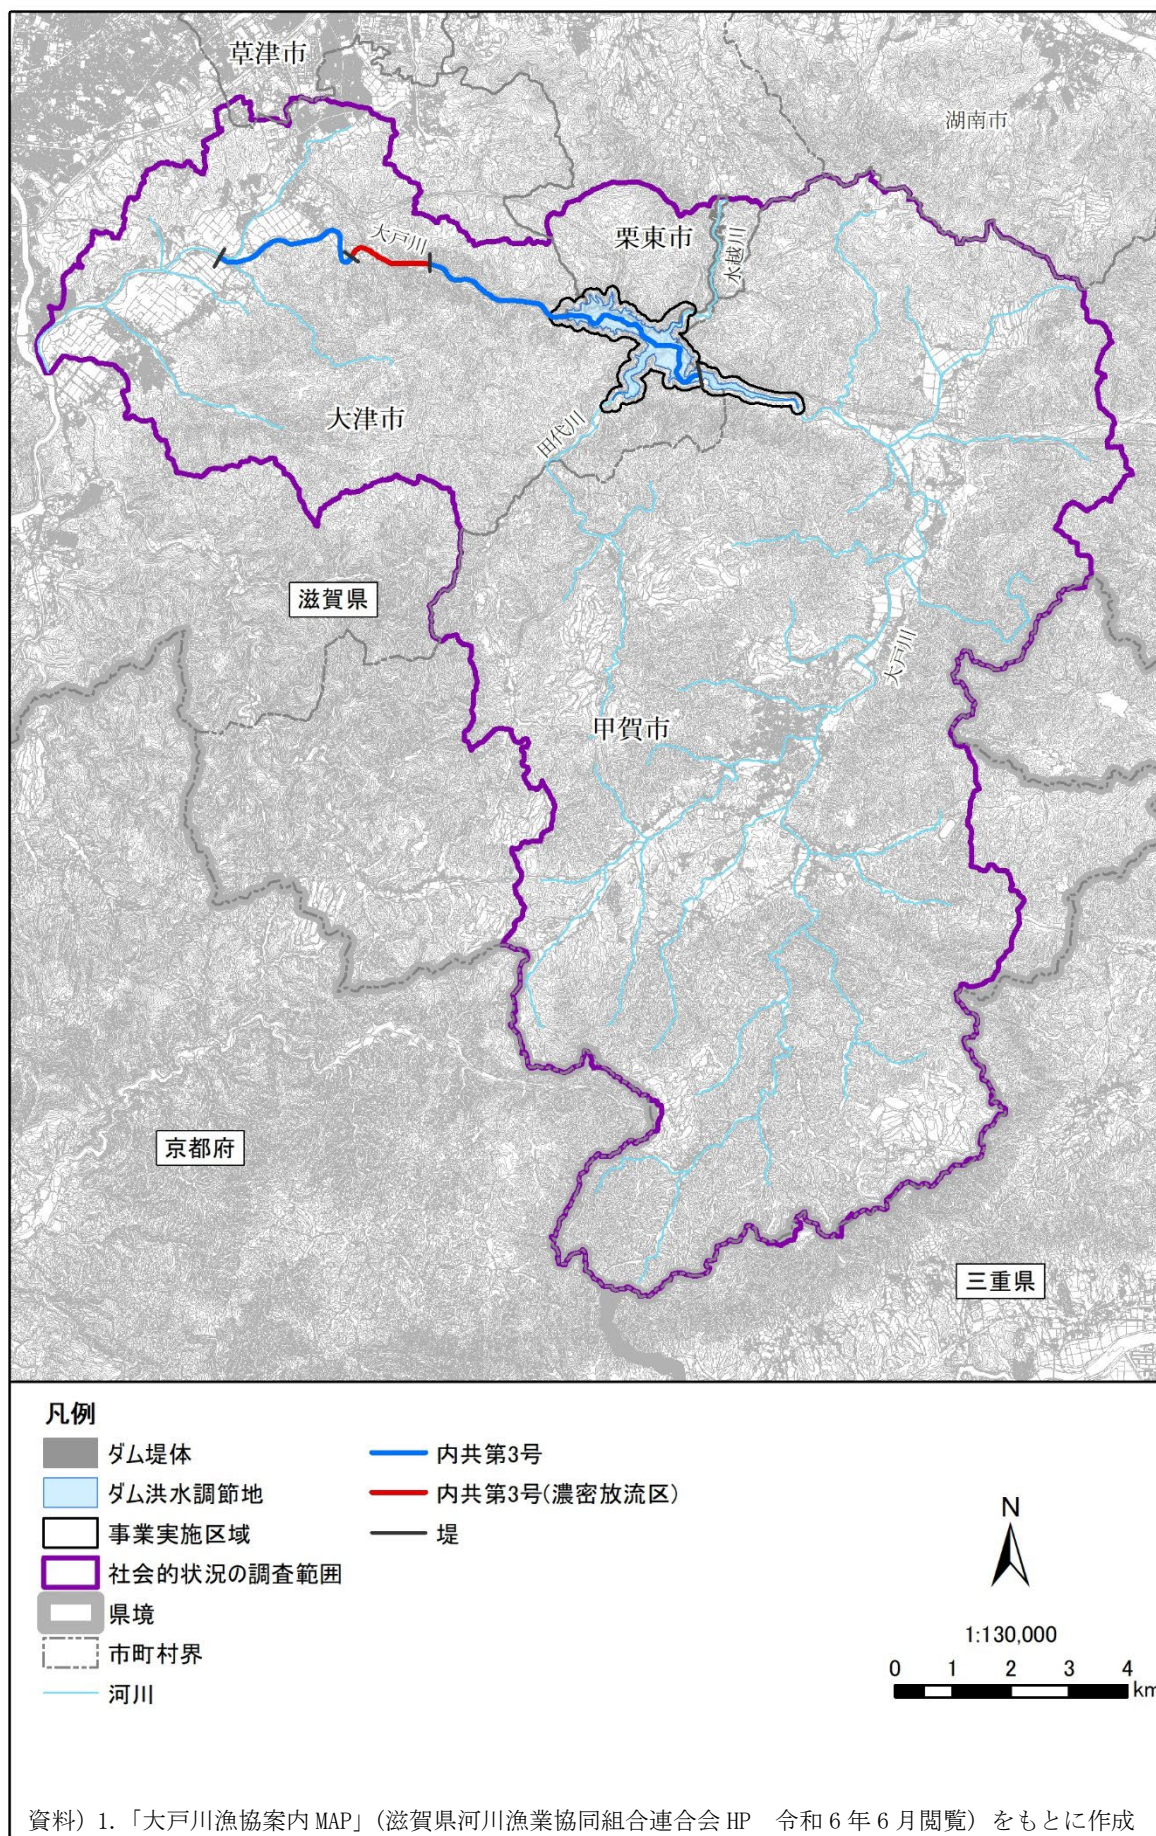 草津市
湖南市
栗東市
大戸川
水越川
大津市
田代川
滋賀県
大戸川
甲賀市
京都府
三重県
凡例
ダム堤体
ダム洪水調節地
事業実施区域
社会的状況の調査範囲
県境
市町村界
河川
内共第3号
内共第3号(濃密放流区)
堤
N
1:130,000
0 1 2 3 4
km
資料) 1.「大戸川漁協案内 MAP」(滋賀県河川漁業協同組合連合会 HP 令和 6 年 6 月閲覧) をもとに作成